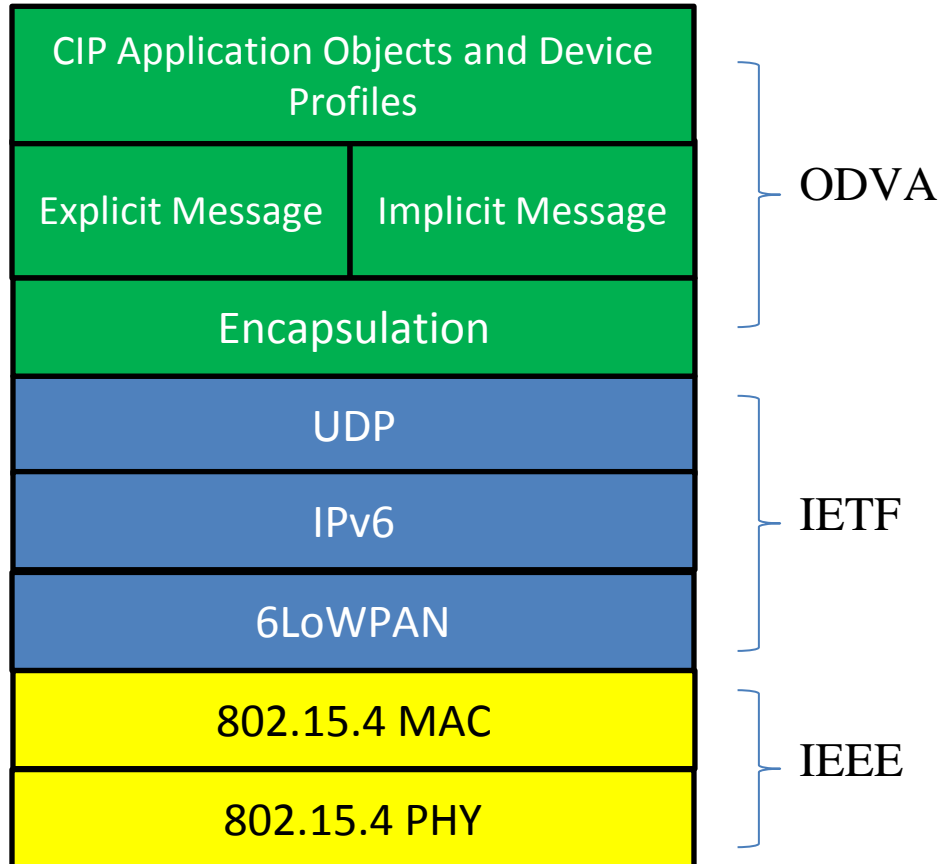 CIP Application Objects and Device
Profiles
Explicit Message
Implicit Message
Encapsulation
ODVA
UDP
IPv6
6LoWPAN
IETF
802.15.4 MAC
802.15.4 PHY
IEEE